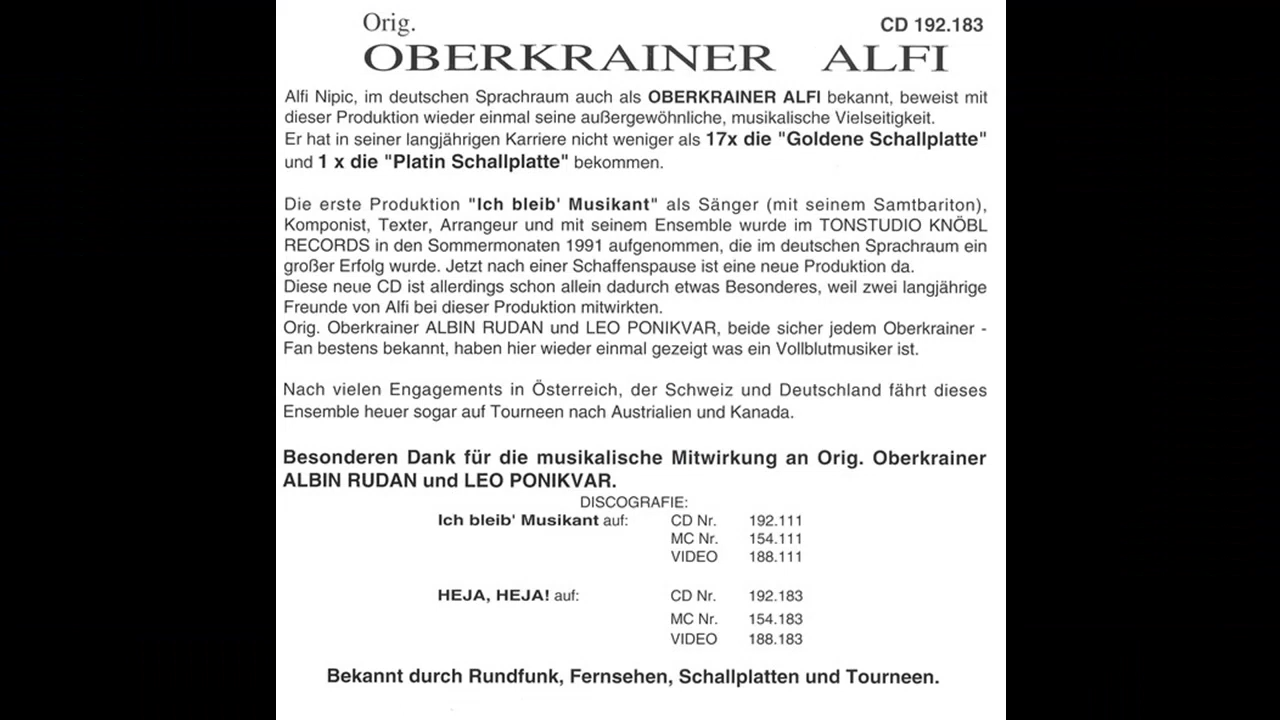 Orig.
CD 192.183
OBERKRAINER ALFI
Alfi Nipic, im deutschen Sprachraum auch als OBERKRAINER ALFI bekannt, beweist mit
dieser Produktion wieder einmal seine außergewöhnliche, musikalische Vielseitigkeit.
Er hat in seiner langjährigen Karriere nicht weniger als 17x die "Goldene Schallplatte"
und 1 x die "Platin Schallplatte" bekommen.
Die erste Produktion "Ich bleib' Musikant" als Sänger (mit seinem Samtbariton),
Komponist, Texter, Arrangeur und mit seinem Ensemble wurde im TONSTUDIO KNÖBL
RECORDS in den Sommermonaten 1991 aufgenommen, die im deutschen Sprachraum ein
großer Erfolg wurde. Jetzt nach einer Schaffenspause ist eine neue Produktion da.
Diese neue CD ist allerdings schon allein dadurch etwas Besonderes, weil zwei langjährige
Freunde von Alfi bei dieser Produktion mitwirkten.
Orig. Oberkrainer ALBIN RUDAN und LEO PONIKVAR, beide sicher jedem Oberkrainer -
Fan bestens bekannt, haben hier wieder einmal gezeigt was ein Vollblutmusiker ist.
Nach vielen Engagements in Österreich, der Schweiz und Deutschland fährt dieses
Ensemble heuer sogar auf Tourneen nach Austrialien und Kanada.
Besonderen Dank für die musikalische Mitwirkung an Orig. Oberkrainer
ALBIN RUDAN und LEO PONIKVAR.
DISCOGRAFIE:
Ich bleib' Musikant auf: CD Nr. 192.111
MC Nr. 154.111
VIDEO 188.111
HEJA, HEJA! auf: CD Nr. 192.183
MC Nr. 154.183
VIDEO 188.183
Bekannt durch Rundfunk, Fernsehen, Schallplatten und Tourneen.